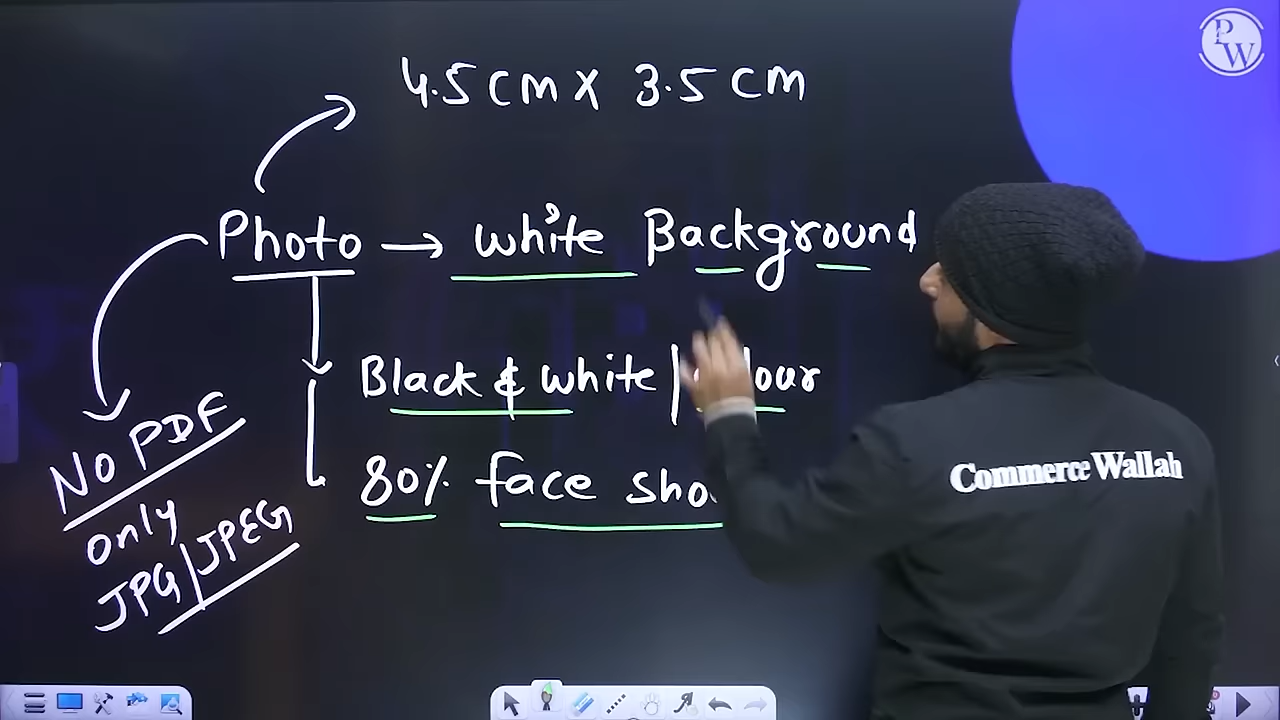 4.5 CM X 3.5 CM
PW
Photo → white Background
Black & white |
80% face
No PDF
only
JPG|JPEG
Commerce Wallah